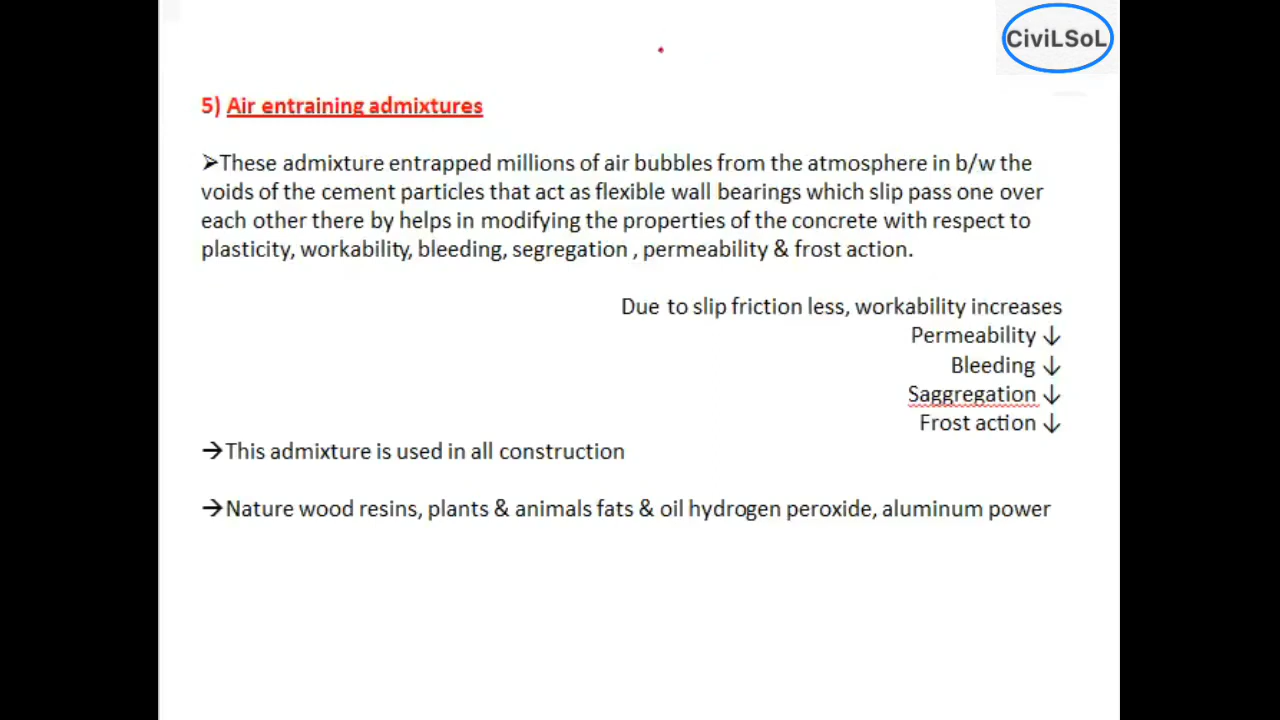 CiviLSoL
5) Air entraining admixtures
➢These admixture entrapped millions of air bubbles from the atmosphere in b/w the
voids of the cement particles that act as flexible wall bearings which slip pass one over
each other there by helps in modifying the properties of the concrete with respect to
plasticity, workability, bleeding, segregation , permeability & frost action.
Due to slip friction less, workability increases
Permeability ↓
Bleeding ↓
Saggregation ↓
Frost action ↓
→This admixture is used in all construction
→Nature wood resins, plants & animals fats & oil hydrogen peroxide, aluminum power